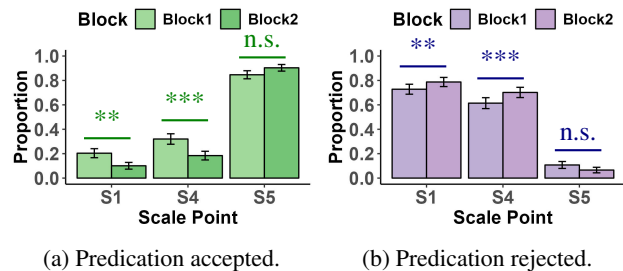 Block Block1 Block2
Proportion
1.0
0.8
0.6
0.4
0.2
0.0
**
***
n.s.
S1 S4 S5
Scale Point
(a) Predication accepted.
Block Block1 Block2
Proportion
1.0
0.8
0.6
0.4
0.2
0.0
**
***
n.s.
S1 S4 S5
Scale Point
(b) Predication rejected.